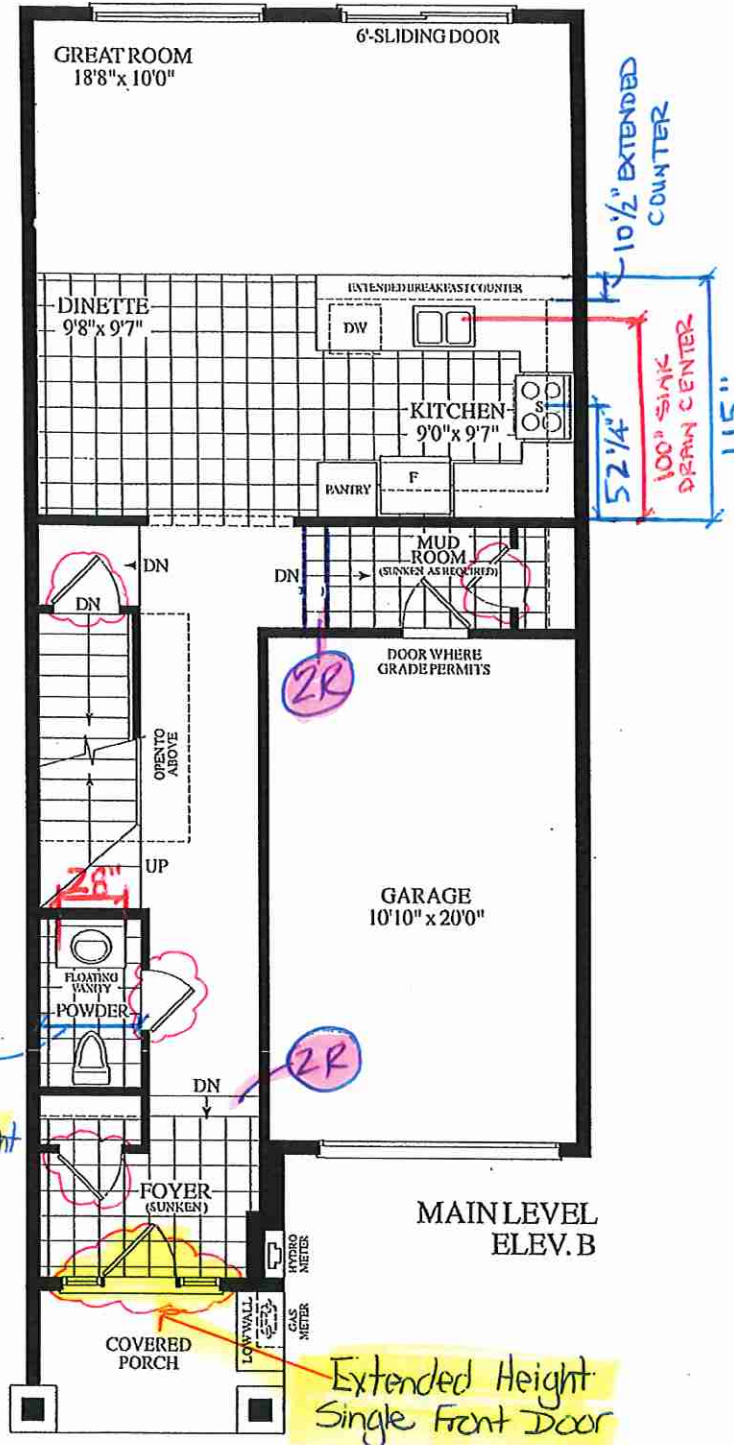 6'-SLIDING DOOR
GREAT ROOM
18'8" x 10'0"
10½" EXTENDED
COUNTER
EXTENDED BREAKFAST COUNTER
DINETTE
9'8" x 9'7"
DW
KITCHEN
9'0" x 9'7"
S
52¼"
100" SINK
DRAIN CENTER
115"
PANTRY
F
MUD
ROOM
(SUNKEN AS REQUIRED)
DN
DN
DN
2R
DOOR WHERE
GRADE PERMITS
OPEN TO
ABOVE
UP
28"
GARAGE
10'10" x 20'0"
FLOATING
VANITY
POWDER
2R
DN
FOYER
(SUNKEN)
MAIN LEVEL
ELEV. B
HYDRO
METER
GAS
METER
LOW WALL
COVERED
PORCH
Extended Height
Single Front Door